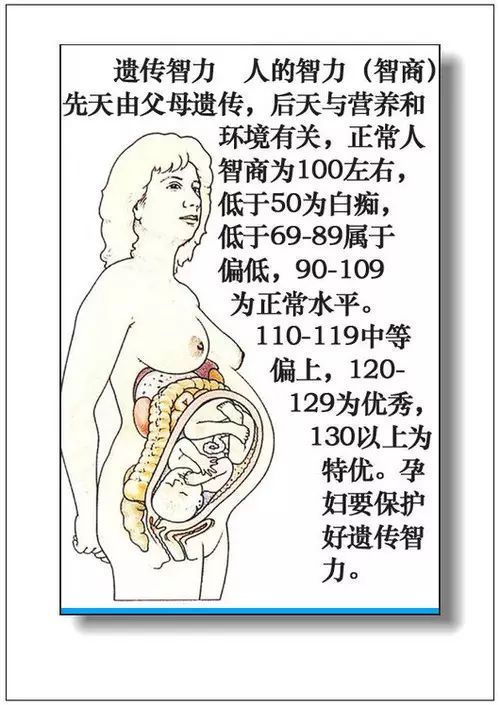 遗传智力 人的智力（智商）
先天由父母遗传，后天与营养和
环境有关，正常人
智商为100左右，
低于50为白痴，
低于69-89属于
偏低，90-109
为正常水平。
110-119中等
偏上，120-
129为优秀，
130以上为
特优。孕
妇要保护
好遗传智
力。